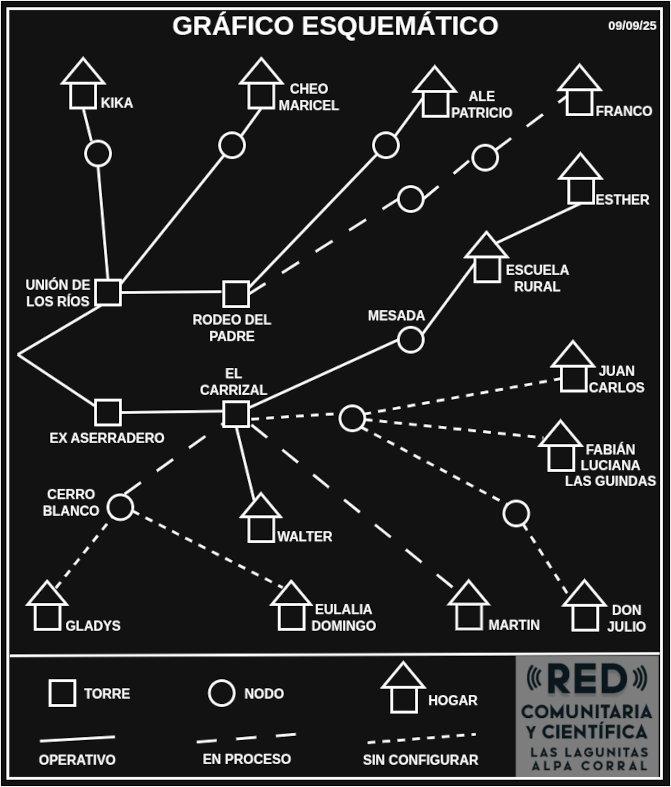 GRÁFICO ESQUEMÁTICO
09/09/25
KIKA
CHEO
MARICEL
ALE
PATRICIO
FRANCO
ESTHER
ESCUELA
RURAL
UNIÓN DE
LOS RÍOS
RODEO DEL
PADRE
MESADA
EL
CARRIZAL
JUAN
CARLOS
EX ASERRADERO
FABIÁN
LUCIANA
LAS GUINDAS
CERRO
BLANCO
WALTER
GLADYS
EULALIA
DOMINGO
MARTIN
DON
JULIO
TORRE
NODO
HOGAR
OPERATIVO
EN PROCESO
SIN CONFIGURAR
RED
COMUNITARIA
Y CIENTÍFICA
LAS LAGUNITAS
ALPA CORRAL